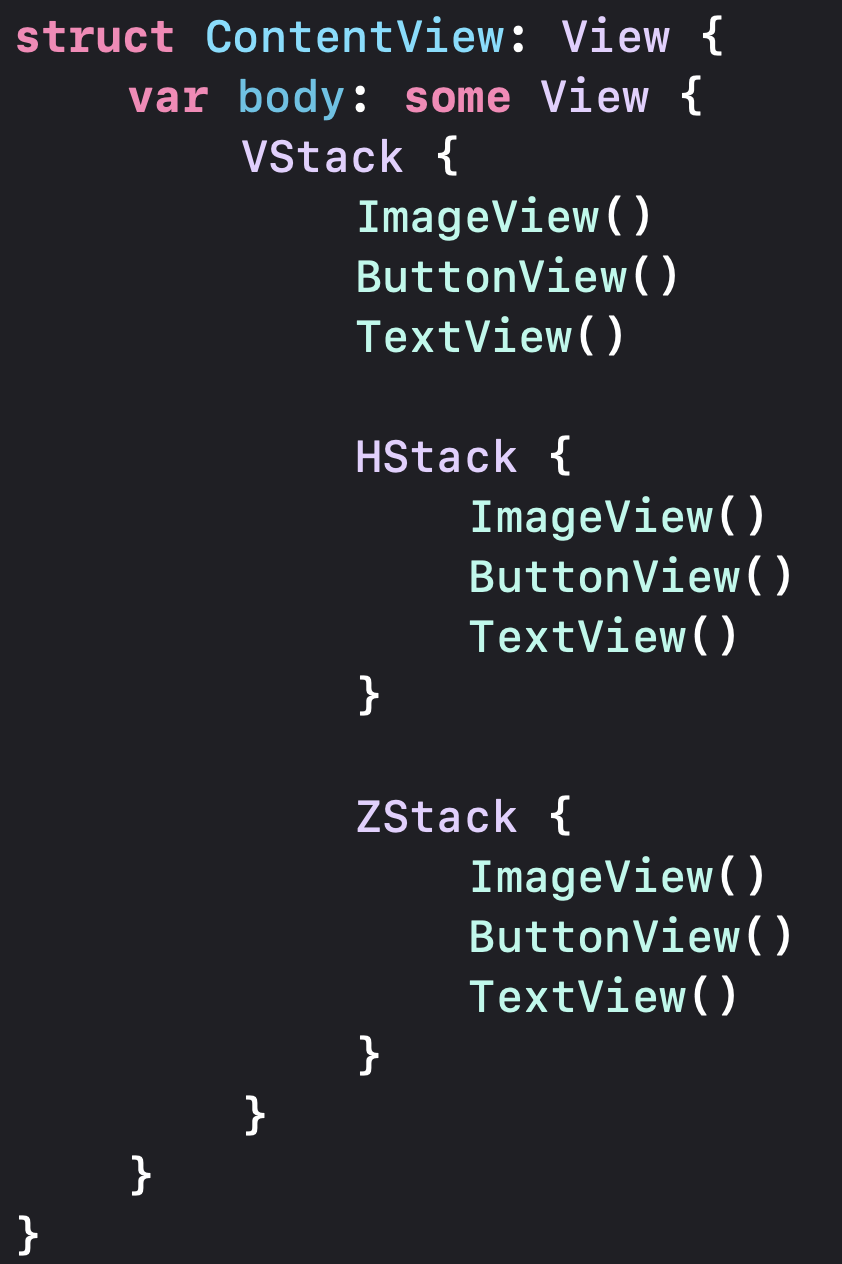 struct ContentView: View {
    var body: some View {
        VStack {
            ImageView()
            ButtonView()
            TextView()

            HStack {
                ImageView()
                ButtonView()
                TextView()
            }

            ZStack {
                ImageView()
                ButtonView()
                TextView()
            }
        }
    }
}